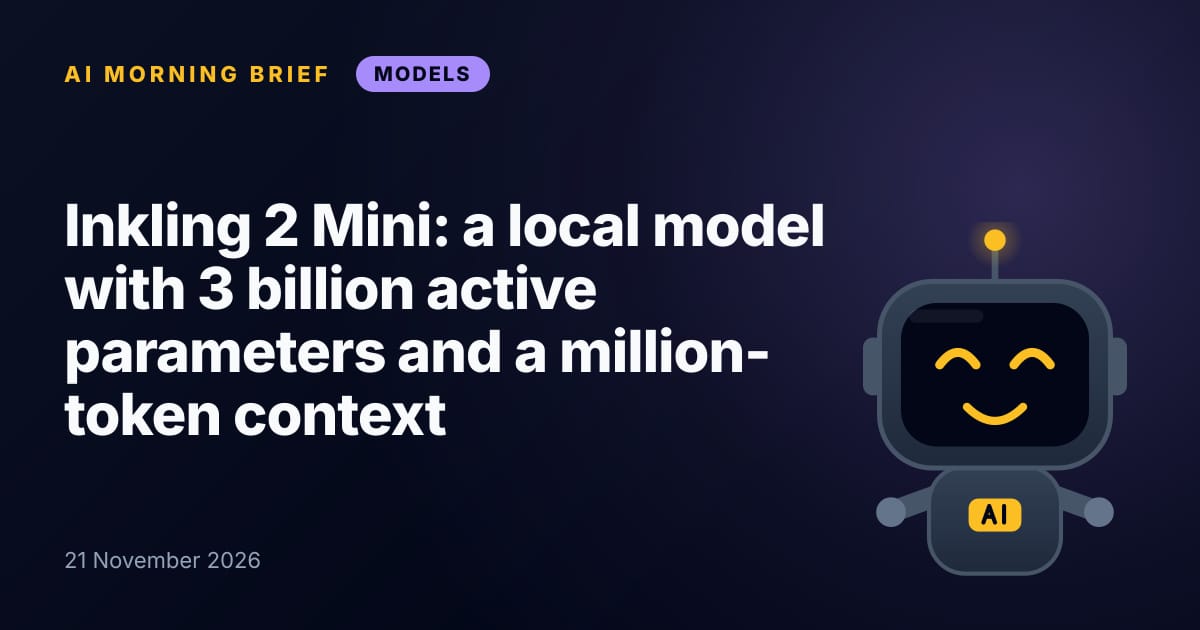 AI MORNING BRIEF
MODELS
Inkling 2 Mini: a local model
with 3 billion active
parameters and a million-
token context
AI
21 November 2026